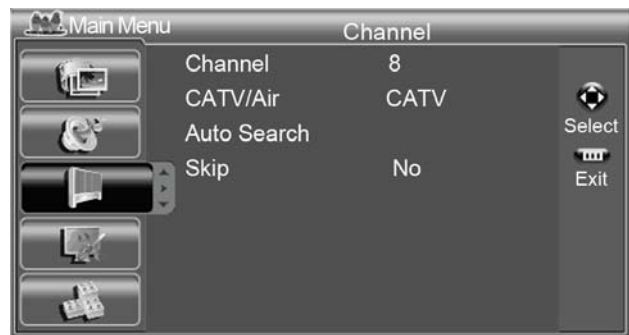 Main Menu
Channel
Channel 8
CATV/Air CATV
Auto Search
Skip No
Select
Exit